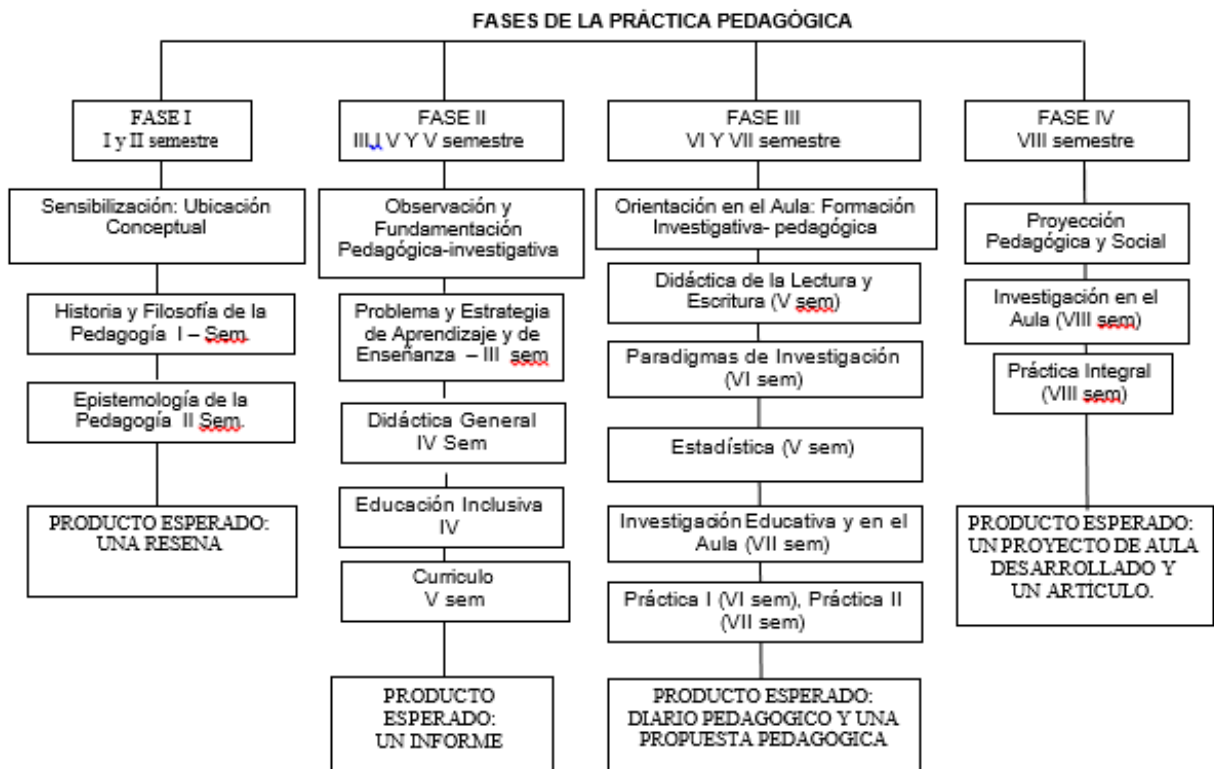 FASES DE LA PRÁCTICA PEDAGÓGICA
FASE I
I y II semestre
Sensibilización: Ubicación
Conceptual
Historia y Filosofía de la
Pedagogía I – Sem.
Epistemología de la
Pedagogía II Sem.
PRODUCTO ESPERADO:
UNA RESENA
FASE II
III,I V Y V semestre
Observación y
Fundamentación
Pedagógica-investigativa
Problema y Estrategia
de Aprendizaje y de
Enseñanza – III sem
Didáctica General
IV Sem
Educación Inclusiva
IV
Curriculo
V sem
PRODUCTO
ESPERADO:
UN INFORME
FASE III
VI Y VII semestre
Orientación en el Aula: Formación
Investigativa- pedagógica
Didáctica de la Lectura y
Escritura (V sem)
Paradigmas de Investigación
(VI sem)
Estadística (V sem)
Investigación Educativa y en el
Aula (VII sem)
Práctica I (VI sem), Práctica II
(VII sem)
PRODUCTO ESPERADO:
DIARIO PEDAGOGICO Y UNA
PROPUESTA PEDAGOGICA
FASE IV
VIII semestre
Proyección
Pedagógica y Social
Investigación en el
Aula (VIII sem)
Práctica Integral
(VIII sem)
PRODUCTO ESPERADO:
UN PROYECTO DE AULA
DESARROLLADO Y
UN ARTÍCULO.